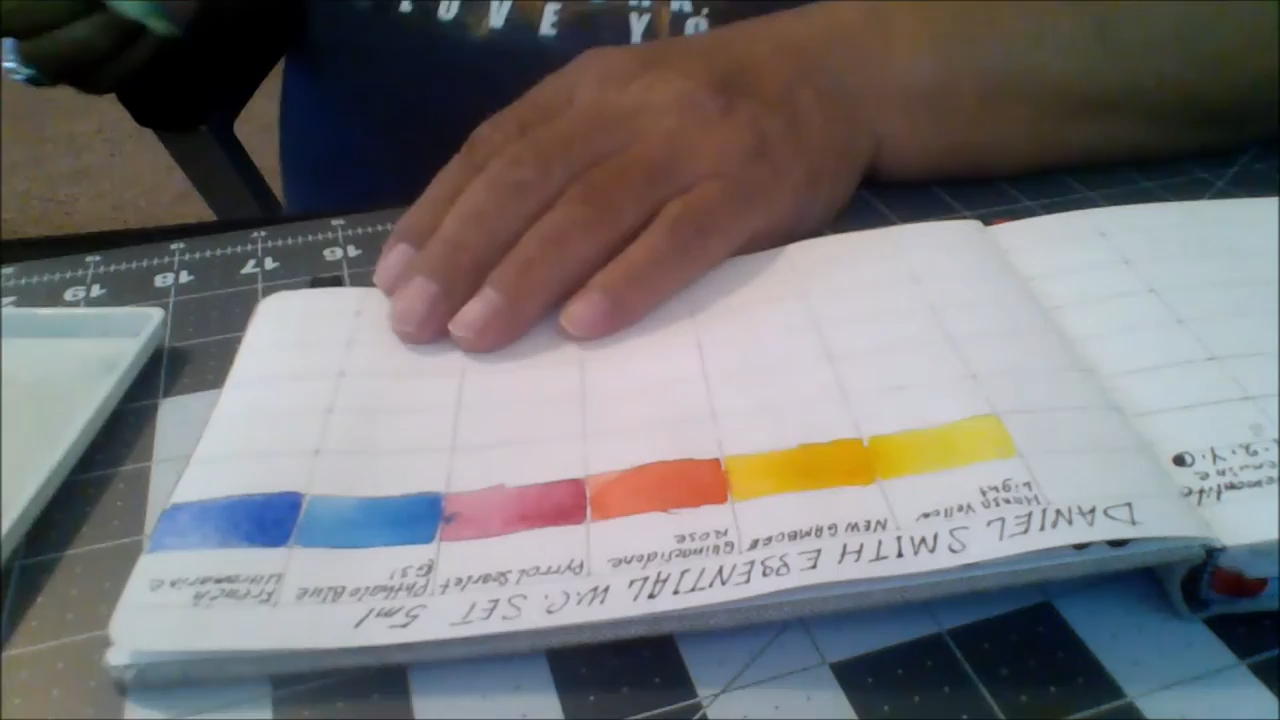 LOVE YO
16
17
18
19
DANIEL SMITH ESSENTIAL W.C. SET 5ml
Hansa Yellow
Light
NEW GAMBOGE
Quinacridone
Rose
Pyrrol Scarlet
Phthalo Blue
(GS)
French
Ultramarine